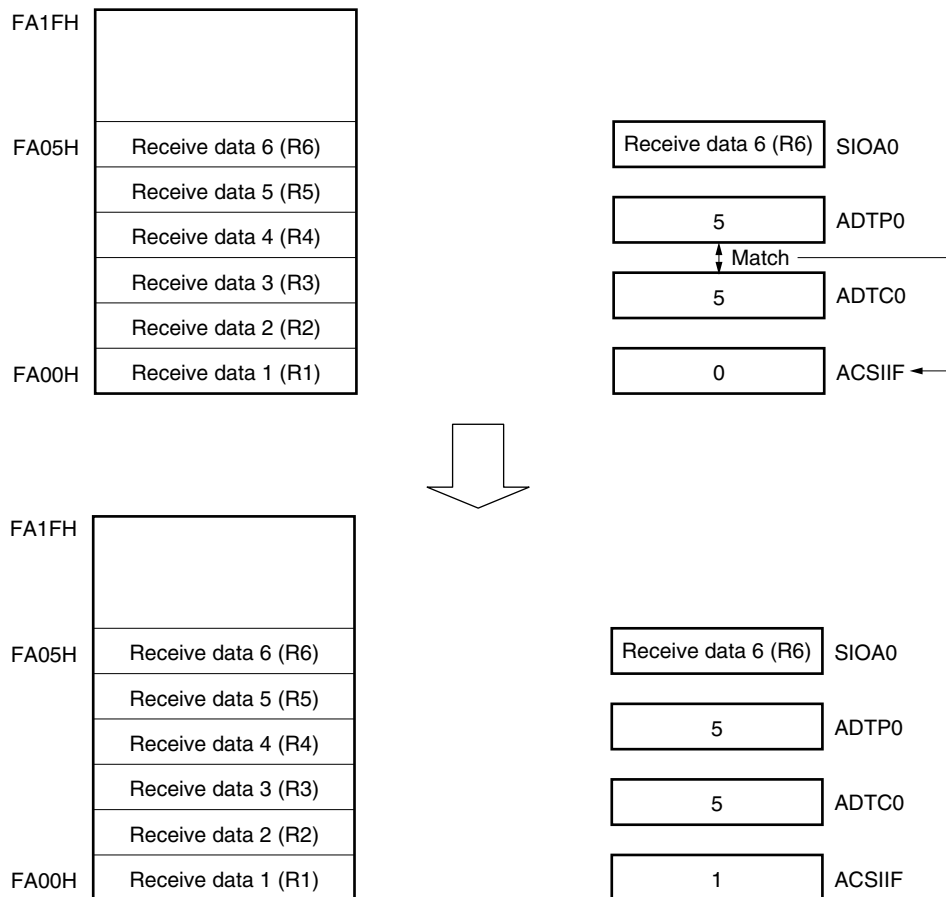 FA1FH
FA05H Receive data 6 (R6) Receive data 6 (R6) SIOA0
Receive data 5 (R5)
5 ADTP0
Receive data 4 (R4)
Match
Receive data 3 (R3)
5 ADTC0
Receive data 2 (R2)
FA00H Receive data 1 (R1) 0 ACSIIF
FA1FH
FA05H Receive data 6 (R6) Receive data 6 (R6) SIOA0
Receive data 5 (R5)
5 ADTP0
Receive data 4 (R4)
Receive data 3 (R3)
5 ADTC0
Receive data 2 (R2)
FA00H Receive data 1 (R1) 1 ACSIIF